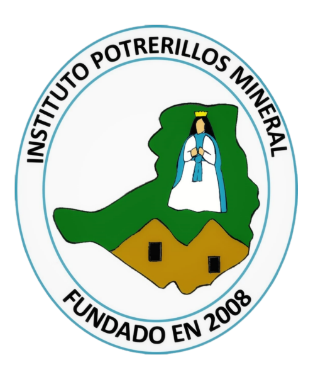 INSTITUTO POTRERILLOS MINERAL
FUNDADO EN 2008